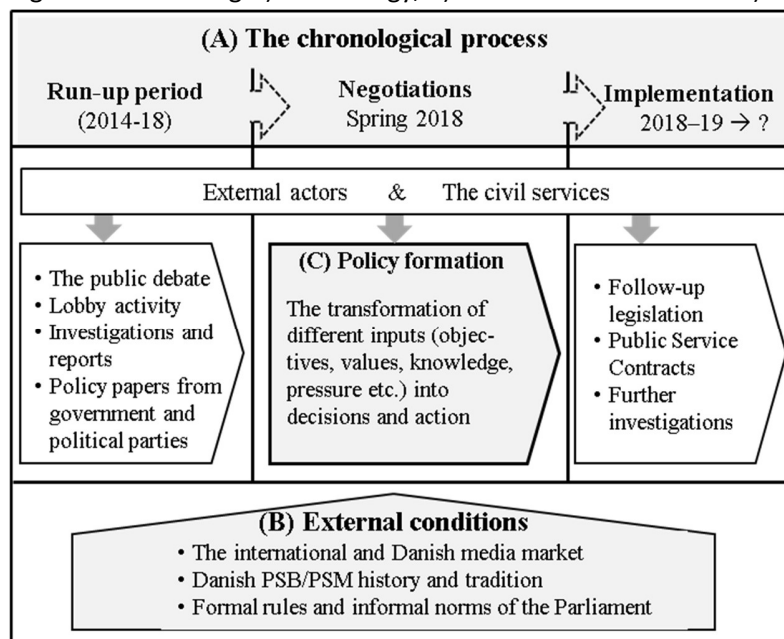 (A) The chronological process
Run-up period
(2014-18)
Negotiations
Spring 2018
Implementation
2018–19 → ?
External actors & The civil services
• The public debate
• Lobby activity
• Investigations and
reports
• Policy papers from
government and
political parties
(C) Policy formation
The transformation of
different inputs (objec-
tives, values, knowledge,
pressure etc.) into
decisions and action
• Follow-up
legislation
• Public Service
Contracts
• Further
investigations
(B) External conditions
• The international and Danish media market
• Danish PSB/PSM history and tradition
• Formal rules and informal norms of the Parliament